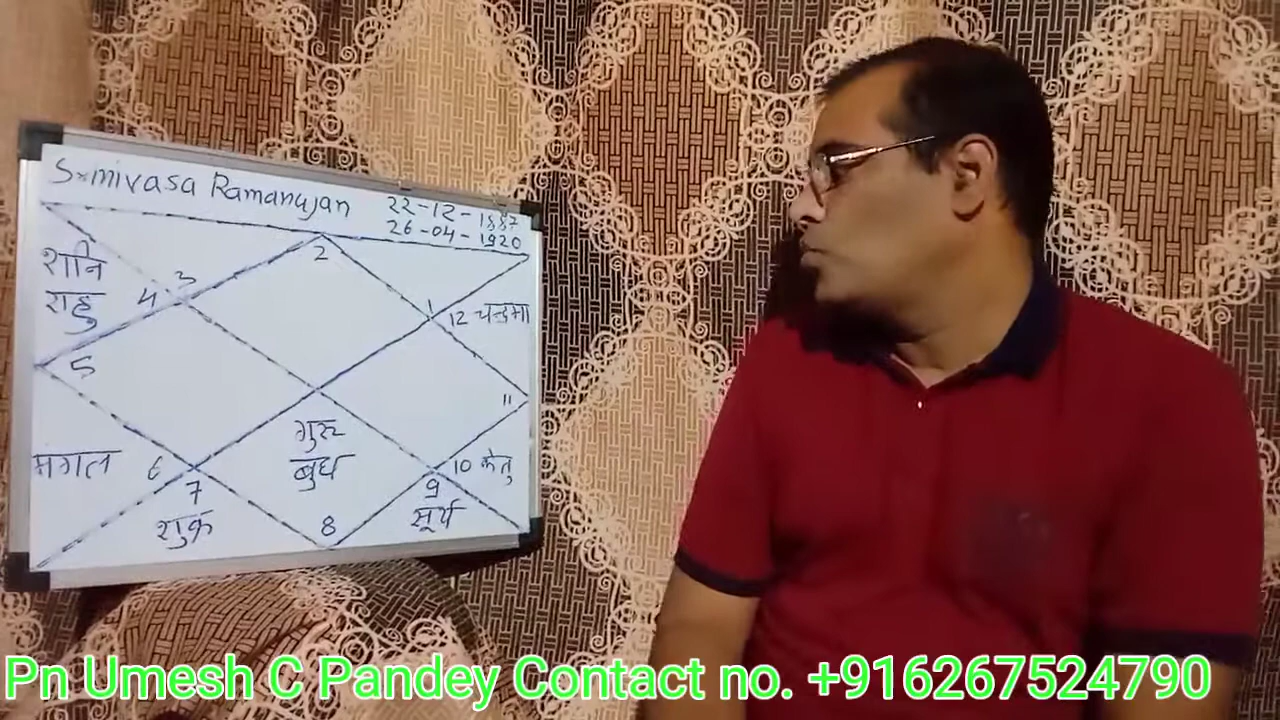 Srinivasa Ramanujan
22-12-1887
26-04-1920
2
शनि
राहु
3
4
1
12 चन्द्रमा
5
11
गुरु
बुध
मंगल
6
10 केतु
7
शुक्र
8
9
सूर्य
Pn Umesh C Pandey Contact no. +916267524790